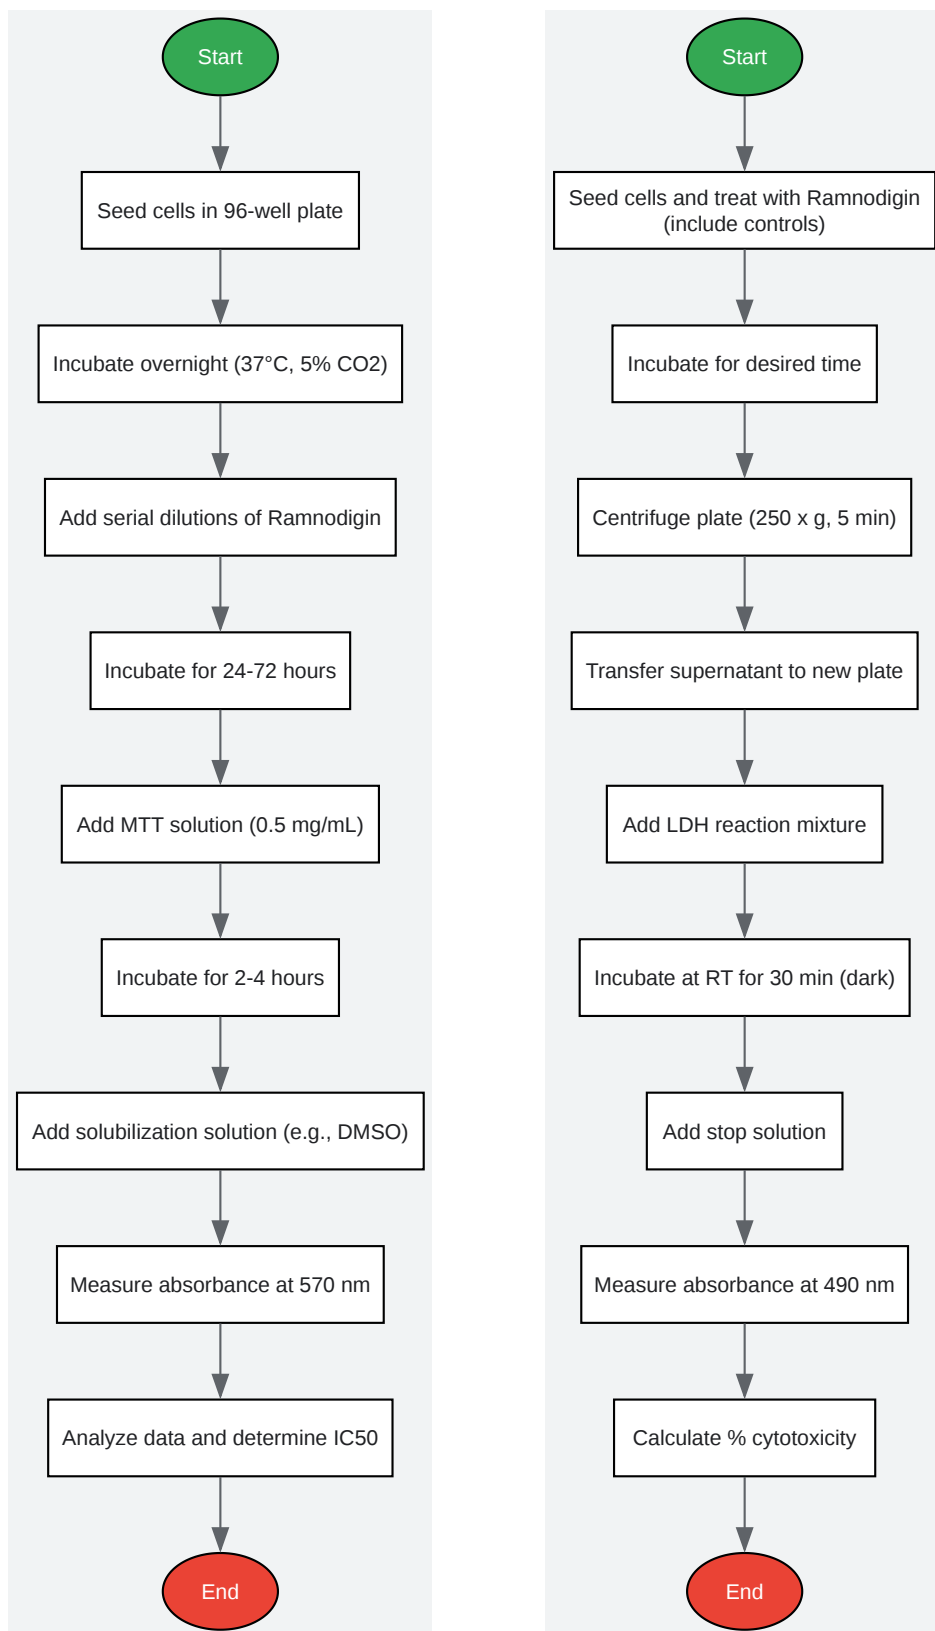 Start
Seed cells in 96-well plate
Incubate overnight (37°C, 5% CO2)
Add serial dilutions of Ramnodigin
Incubate for 24-72 hours
Add MTT solution (0.5 mg/mL)
Incubate for 2-4 hours
Add solubilization solution (e.g., DMSO)
Measure absorbance at 570 nm
Analyze data and determine IC50
End
Start
Seed cells and treat with Ramnodigin
(include controls)
Incubate for desired time
Centrifuge plate (250 x g, 5 min)
Transfer supernatant to new plate
Add LDH reaction mixture
Incubate at RT for 30 min (dark)
Add stop solution
Measure absorbance at 490 nm
Calculate % cytotoxicity
End